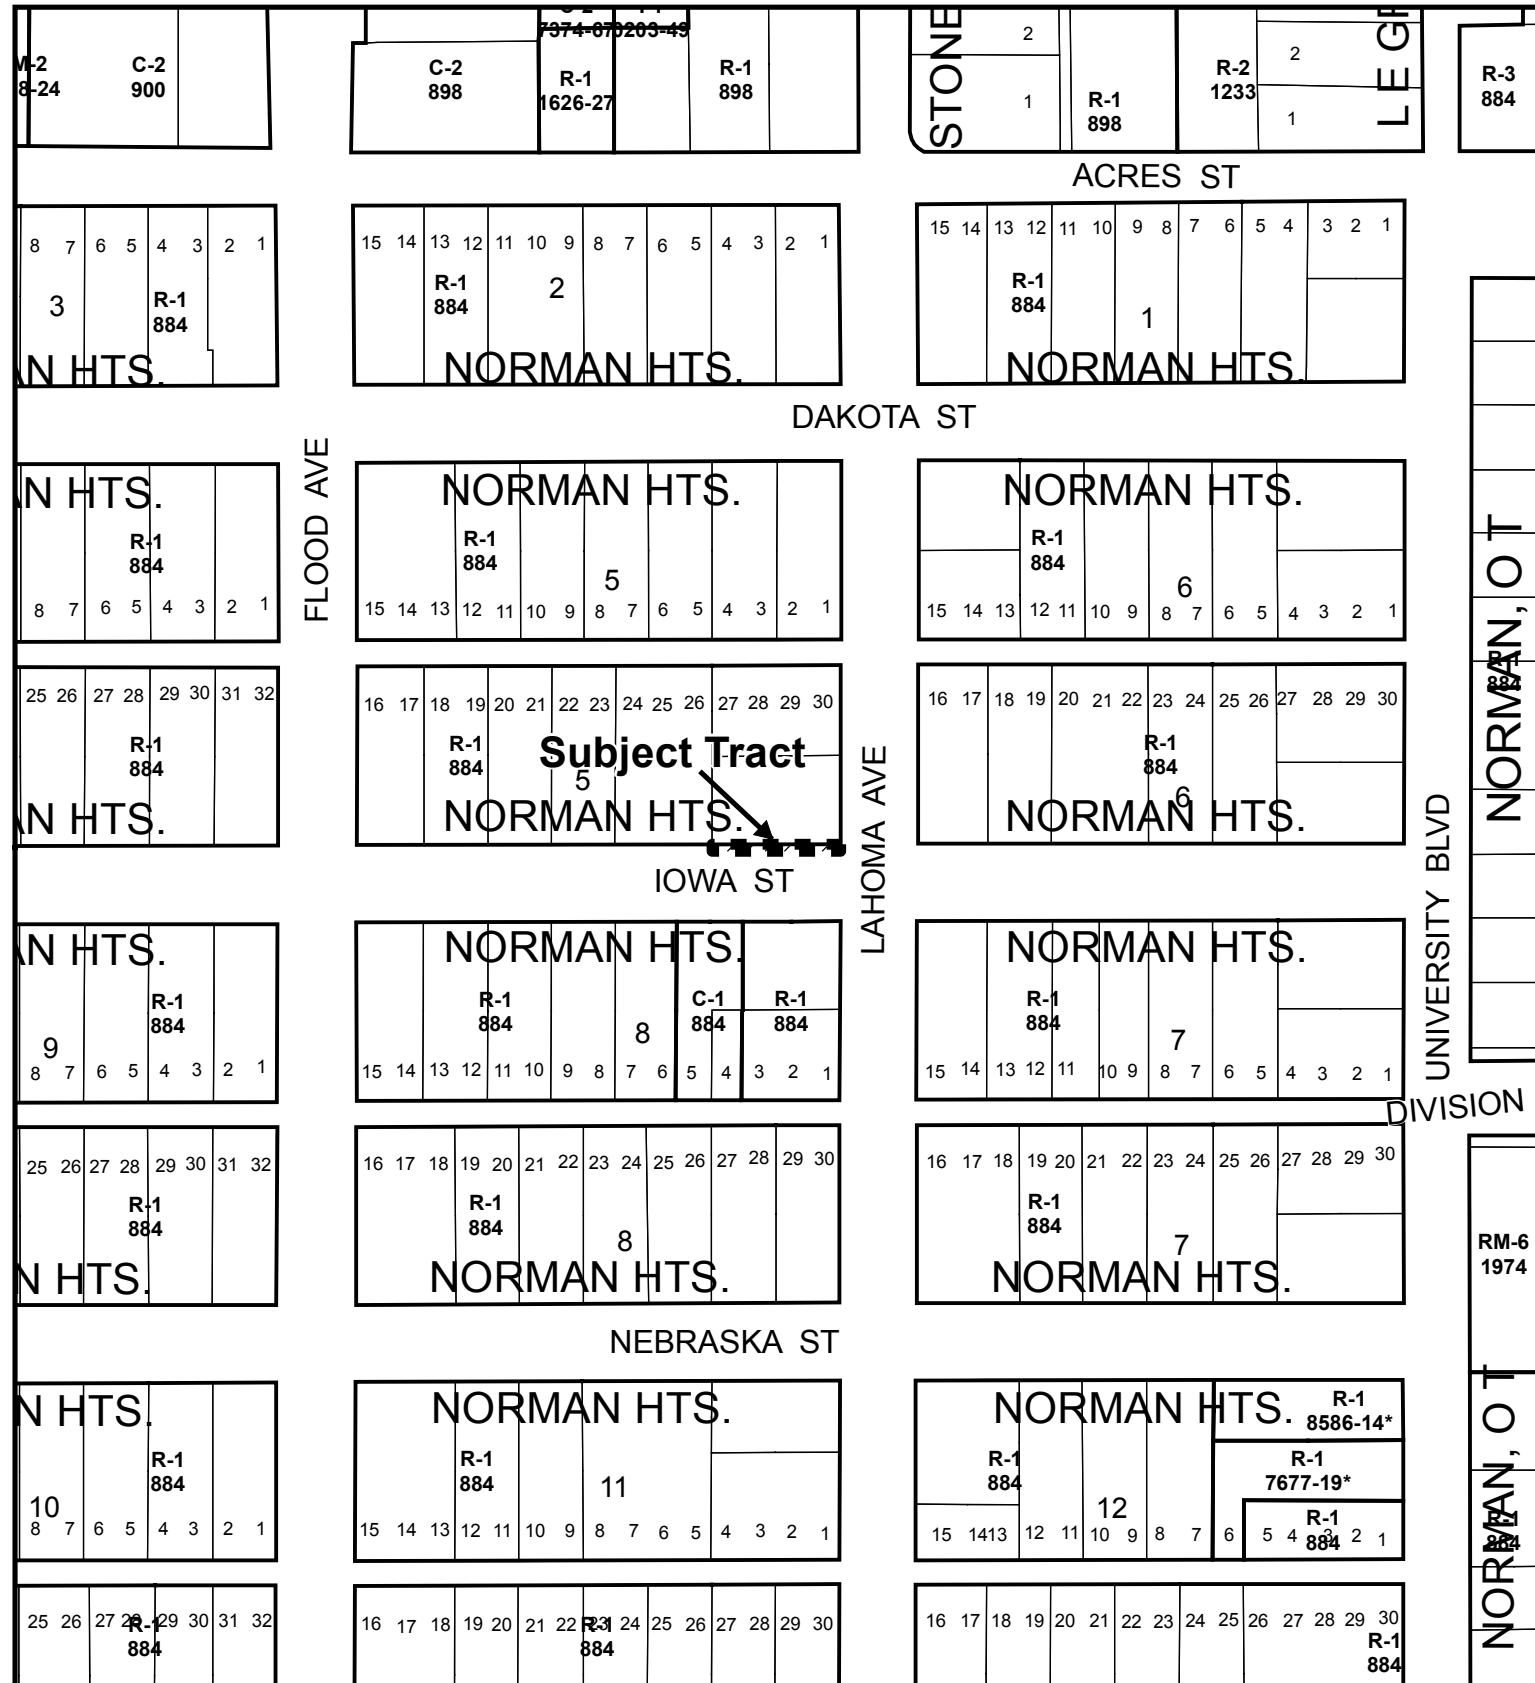 C-2
900
C-2
898
R-1
1626-27
R-1
898
STONE
2
1
R-1
898
R-2
1233
2
1
R-3
884
ACRES ST
8 7 6 5 4 3 2 1
3
R-1
884
15 14 13 12 11 10 9 8 7 6 5 4 3 2 1
R-1
884
2
NORMAN HTS.
15 14 13 12 11 10 9 8 7 6 5 4 3 2 1
R-1
884
1
NORMAN HTS.
DAKOTA ST
FLOOD AVE
R-1
884
8 7 6 5 4 3 2 1
NORMAN HTS.
R-1
884
5
15 14 13 12 11 10 9 8 7 6 5 4 3 2 1
NORMAN HTS.
R-1
884
6
15 14 13 12 11 10 9 8 7 6 5 4 3 2 1
NORMAN, O T
25 26 27 28 29 30 31 32
R-1
884
16 17 18 19 20 21 22 23 24 25 26 27 28 29 30
R-1
884
Subject Tract
5
NORMAN HTS.
16 17 18 19 20 21 22 23 24 25 26 27 28 29 30
R-1
884
6
NORMAN HTS.
IOWA ST
LAHOMA AVE
UNIVERSITY BLVD
R-1
884
9
8 7 6 5 4 3 2 1
NORMAN HTS.
R-1
884
8
C-1
884
R-1
884
15 14 13 12 11 10 9 8 7 6 5 4 3 2 1
NORMAN HTS.
R-1
884
7
15 14 13 12 11 10 9 8 7 6 5 4 3 2 1
DIVISION
25 26 27 28 29 30 31 32
R-1
884
16 17 18 19 20 21 22 23 24 25 26 27 28 29 30
R-1
884
8
NORMAN HTS.
16 17 18 19 20 21 22 23 24 25 26 27 28 29 30
R-1
884
7
NORMAN HTS.
RM-6
1974
NEBRASKA ST
R-1
884
10
8 7 6 5 4 3 2 1
NORMAN HTS.
R-1
884
11
15 14 13 12 11 10 9 8 7 6 5 4 3 2 1
NORMAN HTS.
R-1
8586-14*
R-1
884
R-1
7677-19*
12
R-1
884
15 14 13 12 11 10 9 8 7 6 5 4 3 2 1
NORMAN, O T
25 26 27 28 29 30 31 32
R-1
884
16 17 18 19 20 21 22 23 24 25 26 27 28 29 30
R-1
884
16 17 18 19 20 21 22 23 24 25 26 27 28 29 30
R-1
884